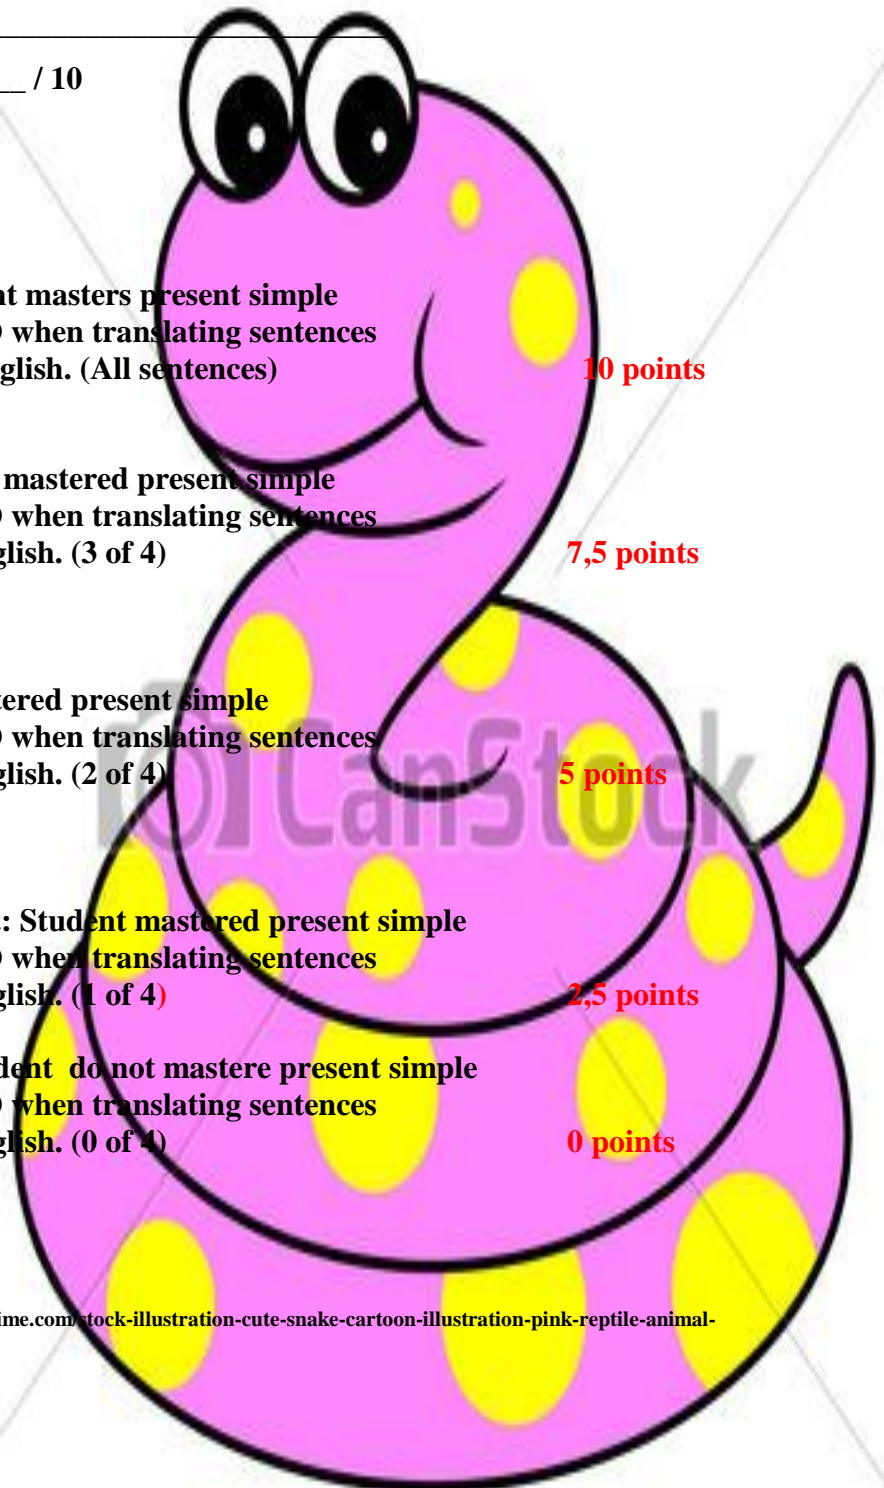 __ / 10
nt masters present simple
when translating sentences
glish. (All sentences) 10 points
mastered present simple
when translating sentences
glish. (3 of 4) 7,5 points
tered present simple
when translating sentences
glish. (2 of 4) 5 points
CanStock
: Student mastered present simple
when translating sentences
glish. (1 of 4) 2,5 points
dent do not mastere present simple
when translating sentences
glish. (0 of 4) 0 points
ime.com/stock-illustration-cute-snake-cartoon-illustration-pink-reptile-animal-